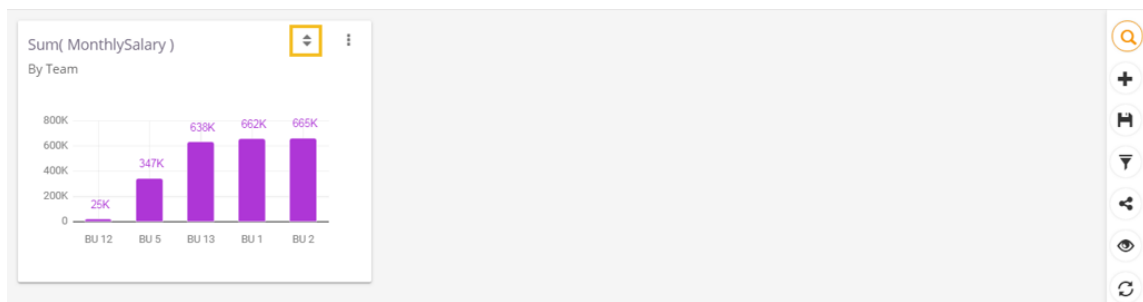 Sum( MonthlySalary )
By Team
800K
600K
400K
200K
0
25K
347K
638K
662K
665K
BU 12
BU 5
BU 13
BU 1
BU 2